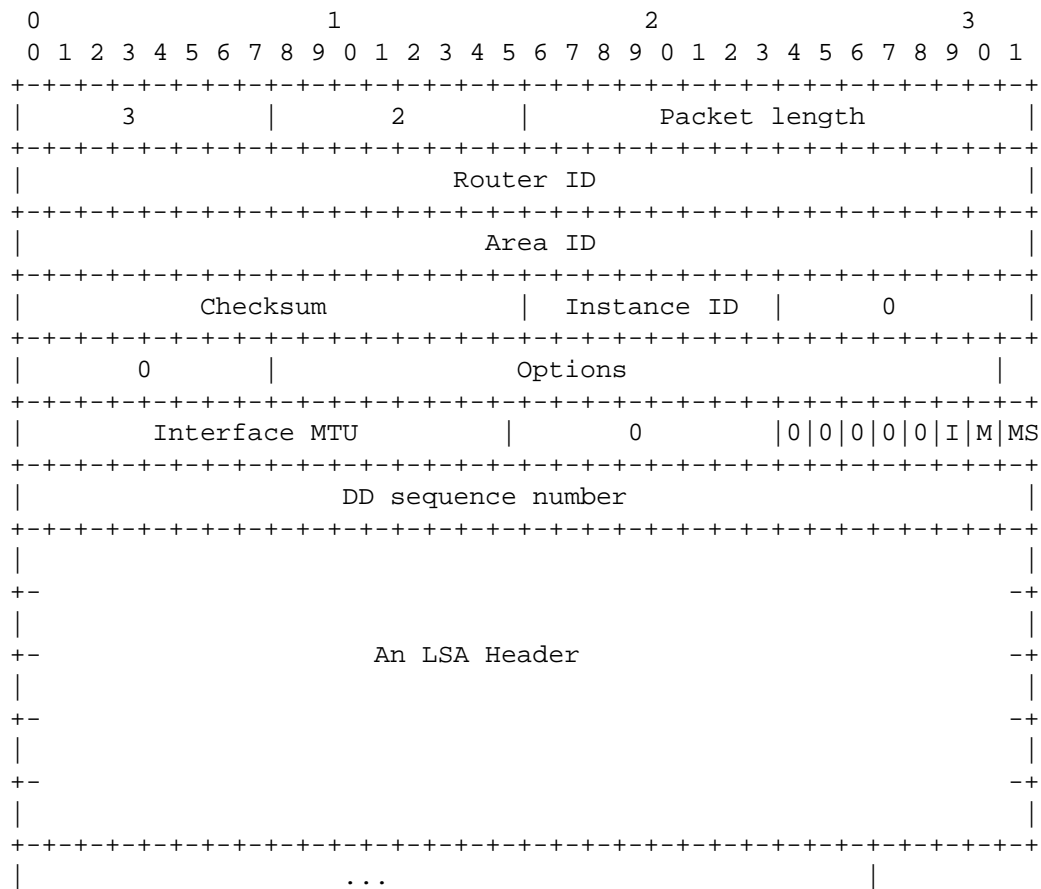 0                   1                   2                   3
 0 1 2 3 4 5 6 7 8 9 0 1 2 3 4 5 6 7 8 9 0 1 2 3 4 5 6 7 8 9 0 1
+-+-+-+-+-+-+-+-+-+-+-+-+-+-+-+-+-+-+-+-+-+-+-+-+-+-+-+-+-+-+-+-+
|      3        |       2       |        Packet length          |
+-+-+-+-+-+-+-+-+-+-+-+-+-+-+-+-+-+-+-+-+-+-+-+-+-+-+-+-+-+-+-+-+
|                           Router ID                           |
+-+-+-+-+-+-+-+-+-+-+-+-+-+-+-+-+-+-+-+-+-+-+-+-+-+-+-+-+-+-+-+-+
|                             Area ID                           |
+-+-+-+-+-+-+-+-+-+-+-+-+-+-+-+-+-+-+-+-+-+-+-+-+-+-+-+-+-+-+-+-+
|           Checksum            |  Instance ID  |      0        |
+-+-+-+-+-+-+-+-+-+-+-+-+-+-+-+-+-+-+-+-+-+-+-+-+-+-+-+-+-+-+-+-+
|       0       |               Options                       |
+-+-+-+-+-+-+-+-+-+-+-+-+-+-+-+-+-+-+-+-+-+-+-+-+-+-+-+-+-+-+-+-+
|        Interface MTU         |       0        |0|0|0|0|0|I|M|MS
+-+-+-+-+-+-+-+-+-+-+-+-+-+-+-+-+-+-+-+-+-+-+-+-+-+-+-+-+-+-+-+-+
|                    DD sequence number                         |
+-+-+-+-+-+-+-+-+-+-+-+-+-+-+-+-+-+-+-+-+-+-+-+-+-+-+-+-+-+-+-+-+
|                                                               |
+-                                                             -+
|                                                               |
+-                     An LSA Header                           -+
|                                                               |
+-                                                             -+
|                                                               |
+-                                                             -+
|                                                               |
+-+-+-+-+-+-+-+-+-+-+-+-+-+-+-+-+-+-+-+-+-+-+-+-+-+-+-+-+-+-+-+-+
|                    ...                              |